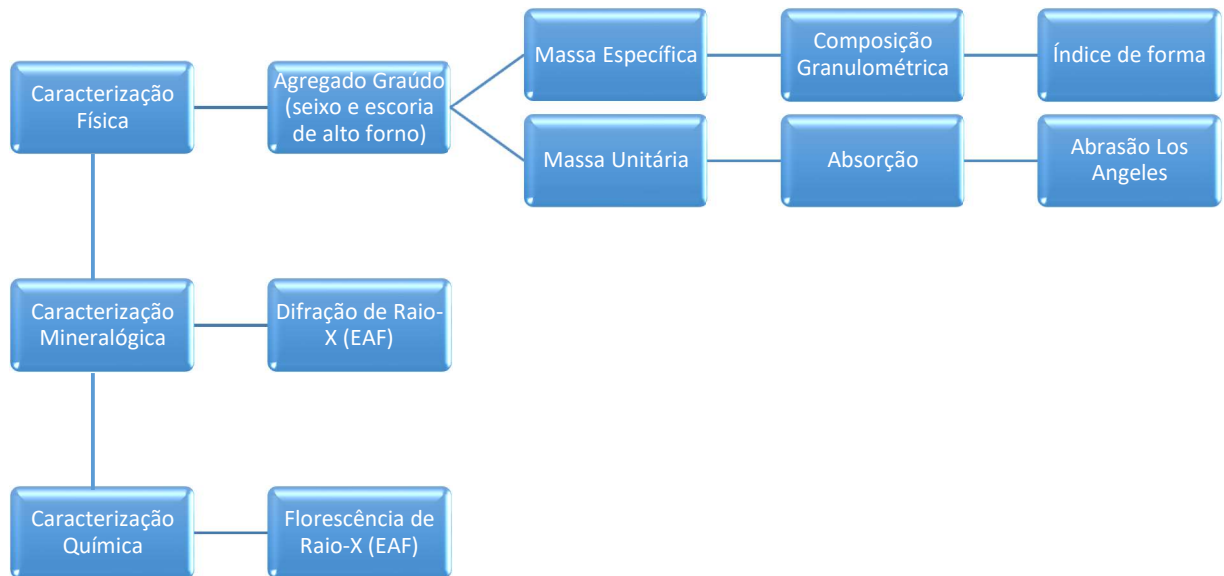 Caracterização
Física
Agregado Graúdo
(seixo e escoria
de alto forno)
Massa Específica
Composição
Granulométrica
Índice de forma
Massa Unitária
Absorção
Abrasão Los
Angeles
Caracterização
Mineralógica
Difração de Raio-
X (EAF)
Caracterização
Química
Florescência de
Raio-X (EAF)